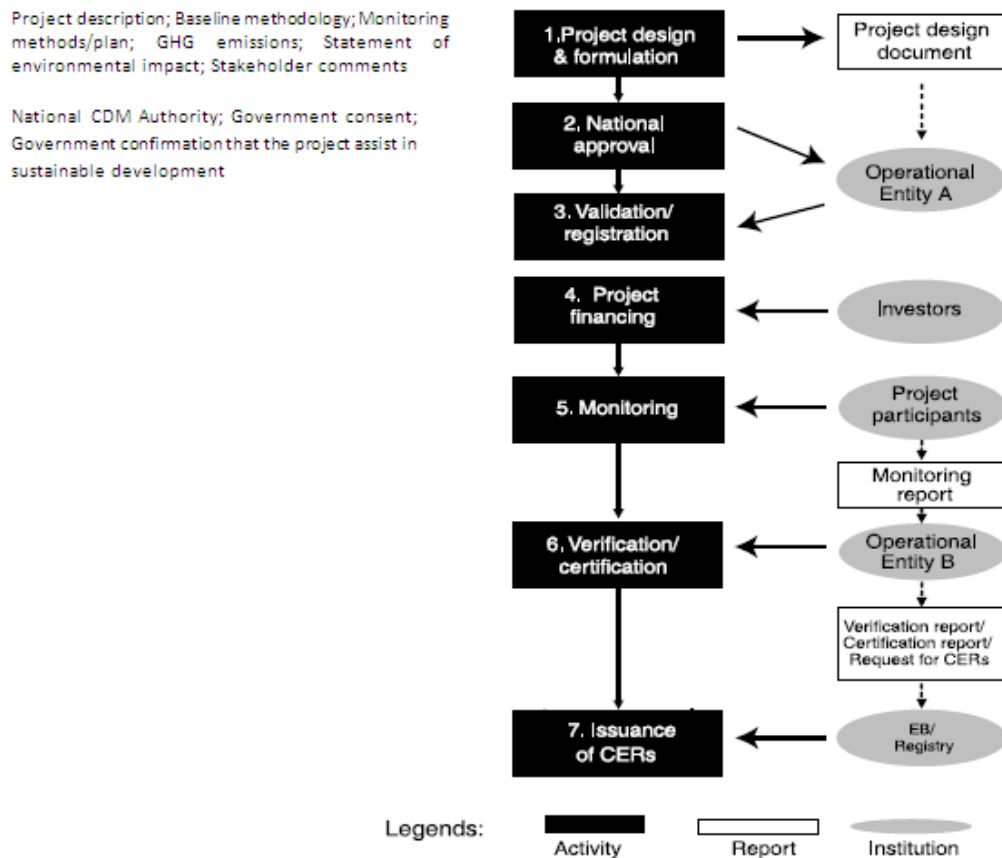 Project description; Baseline methodology; Monitoring
methods/plan; GHG emissions; Statement of
environmental impact; Stakeholder comments
National CDM Authority; Government consent;
Government confirmation that the project assist in
sustainable development
1.Project design
& formulation
Project design
document
2. National
approval
Operational
Entity A
3. Validation/
registration
4. Project
financing
Investors
5. Monitoring
Project
participants
Monitoring
report
6. Verification/
certification
Operational
Entity B
Verification report/
Certification report/
Request for CERs
7. Issuance
of CERs
EB/
Registry
Legends:
Activity
Report
Institution